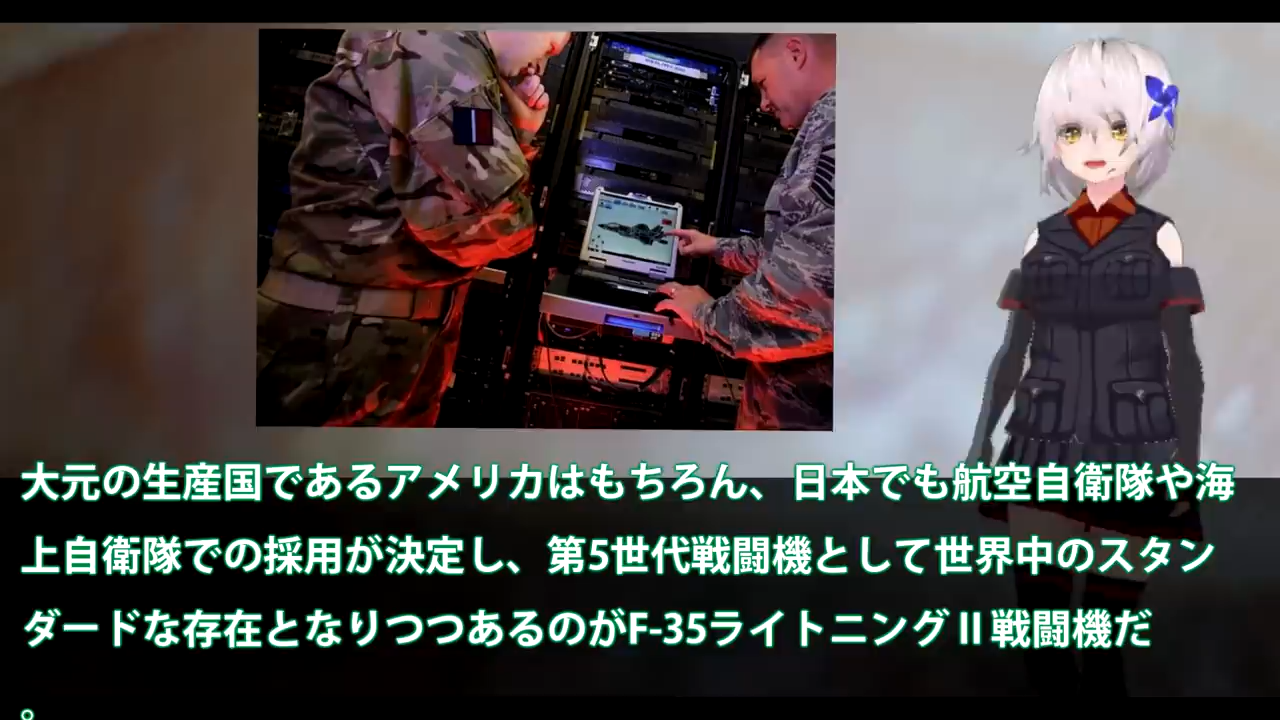 大元の生産国であるアメリカはもちろん、日本でも航空自衛隊や海
上自衛隊での採用が決定し、第5世代戦闘機として世界中のスタン
ダードな存在となりつつあるのがF-35ライトニングⅡ戦闘機だ
。